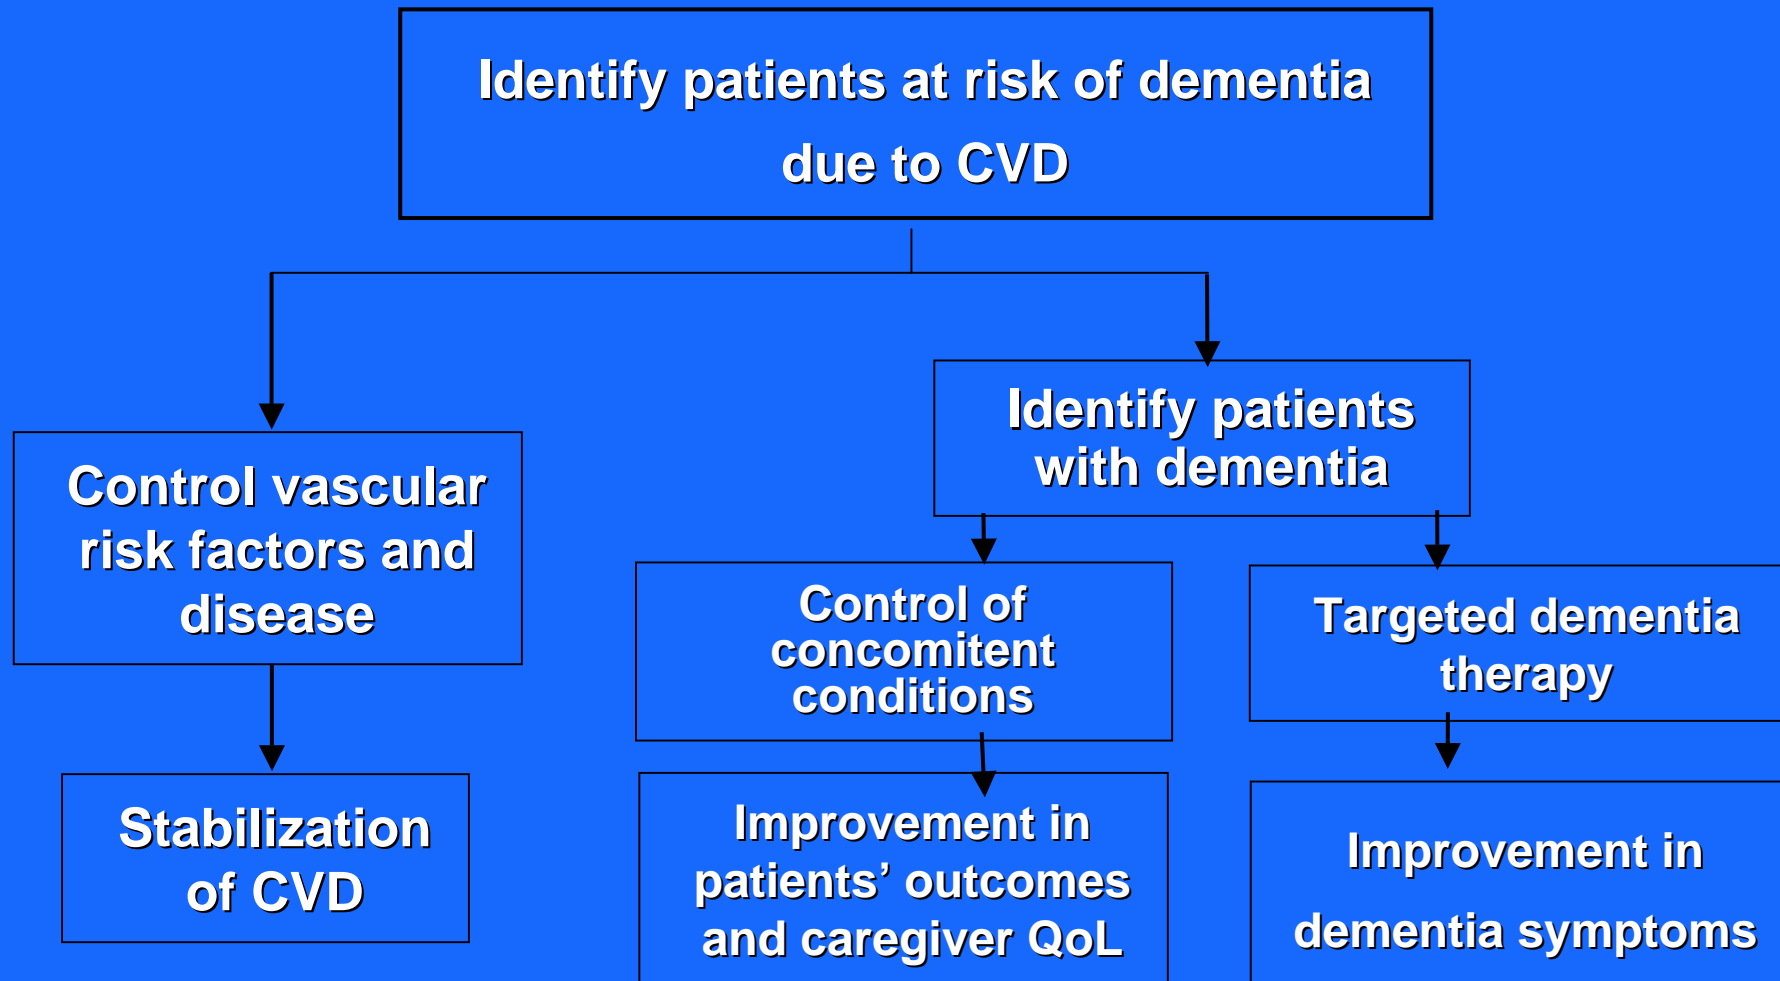 Identify patients at risk of dementia
due to CVD
Identify patients
with dementia
Control vascular
risk factors and
disease
Control of
concomitent
conditions
Targeted dementia
therapy
Stabilization
of CVD
Improvement in
patients’ outcomes
and caregiver QoL
Improvement in
dementia symptoms